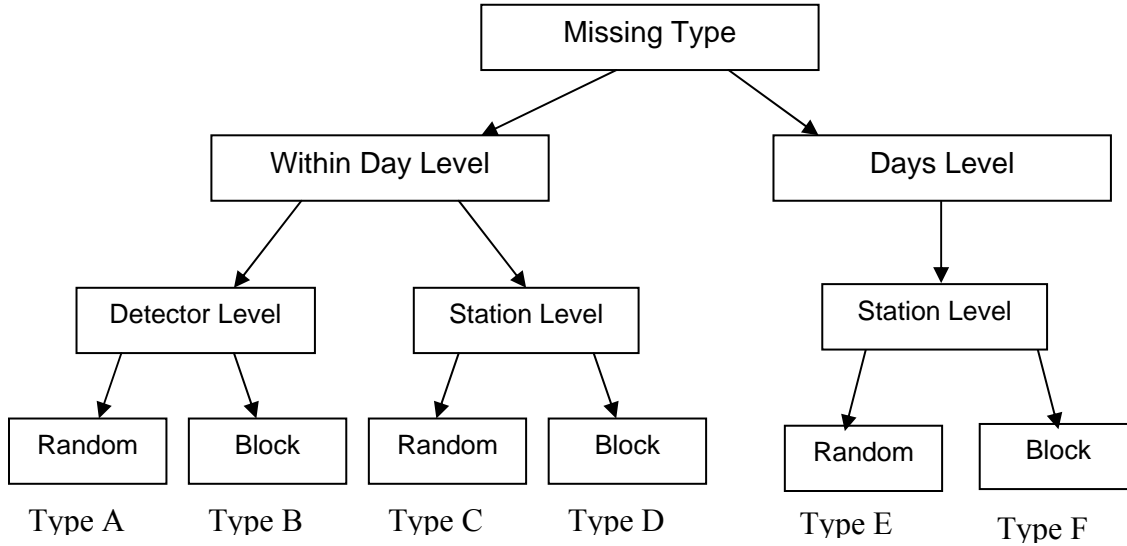 Missing Type
Within Day Level
Days Level
Detector Level
Station Level
Station Level
Random
Block
Random
Block
Random
Block
Type A
Type B
Type C
Type D
Type E
Type F